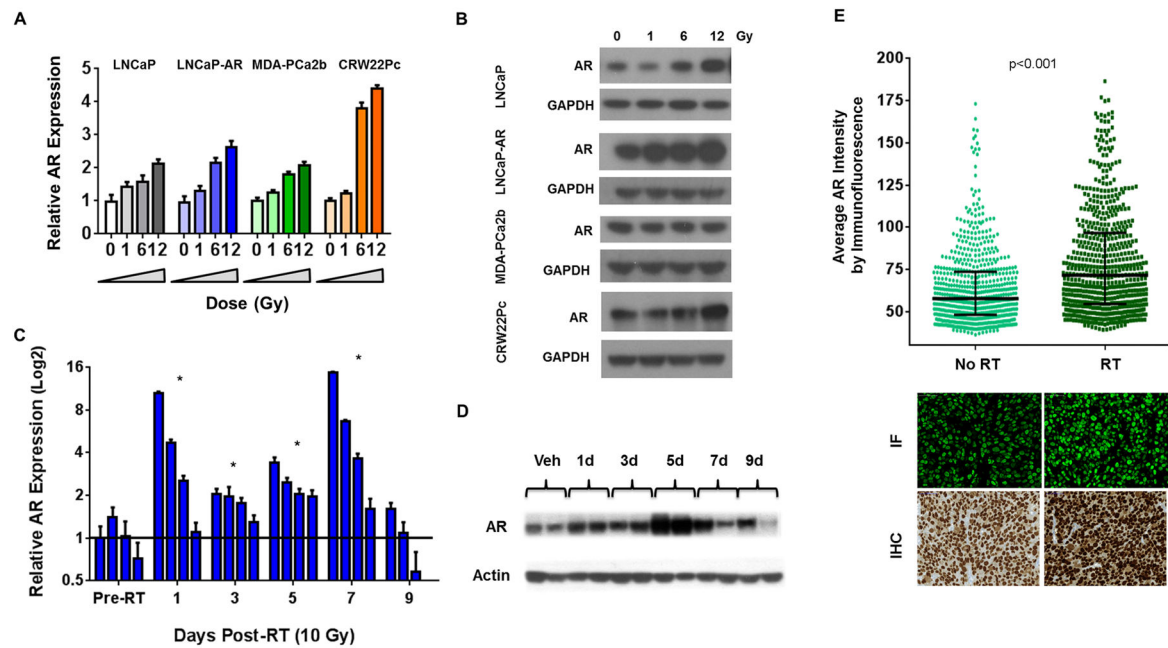 A
LNCaP LNCaP-AR MDA-PCa2b CRW22Pc
Relative AR Expression
5
4
3
2
1
0
0 1 6 12 0 1 6 12 0 1 6 12 0 1 6 12
Dose (Gy)
B
0 1 6 12 Gy
LNCaP
AR
GAPDH
LNCaP-AR
AR
GAPDH
MDA-PCa2b
AR
GAPDH
CRW22Pc
AR
GAPDH
C
Relative AR Expression (Log2)
16
8
4
2
1
0.5
* * * *
Pre-RT 1 3 5 7 9
Days Post-RT (10 Gy)
D
Veh 1d 3d 5d 7d 9d
AR
Actin
E
p<0.001
Average AR Intensity
by Immunofluorescence
200
175
150
125
100
75
50
No RT RT
IF
IHC